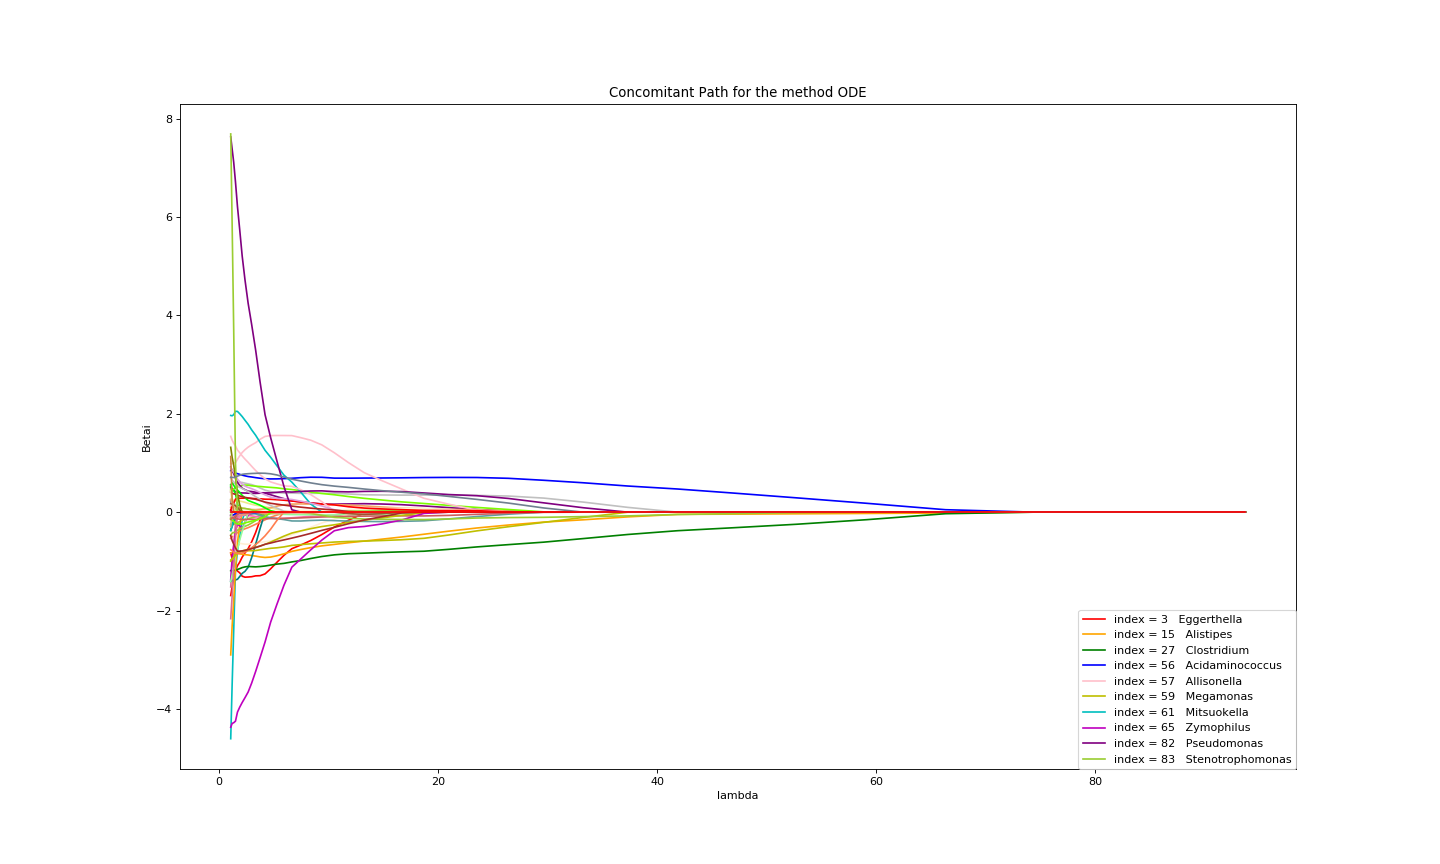 Concomitant Path for the method ODE
Betai
8
6
4
2
0
−2
−4
0
20
40
60
80
lambda
index = 3 Eggerthella
index = 15 Alistipes
index = 27 Clostridium
index = 56 Acidaminococcus
index = 57 Allisonella
index = 59 Megamonas
index = 61 Mitsuokella
index = 65 Zymophilus
index = 82 Pseudomonas
index = 83 Stenotrophomonas